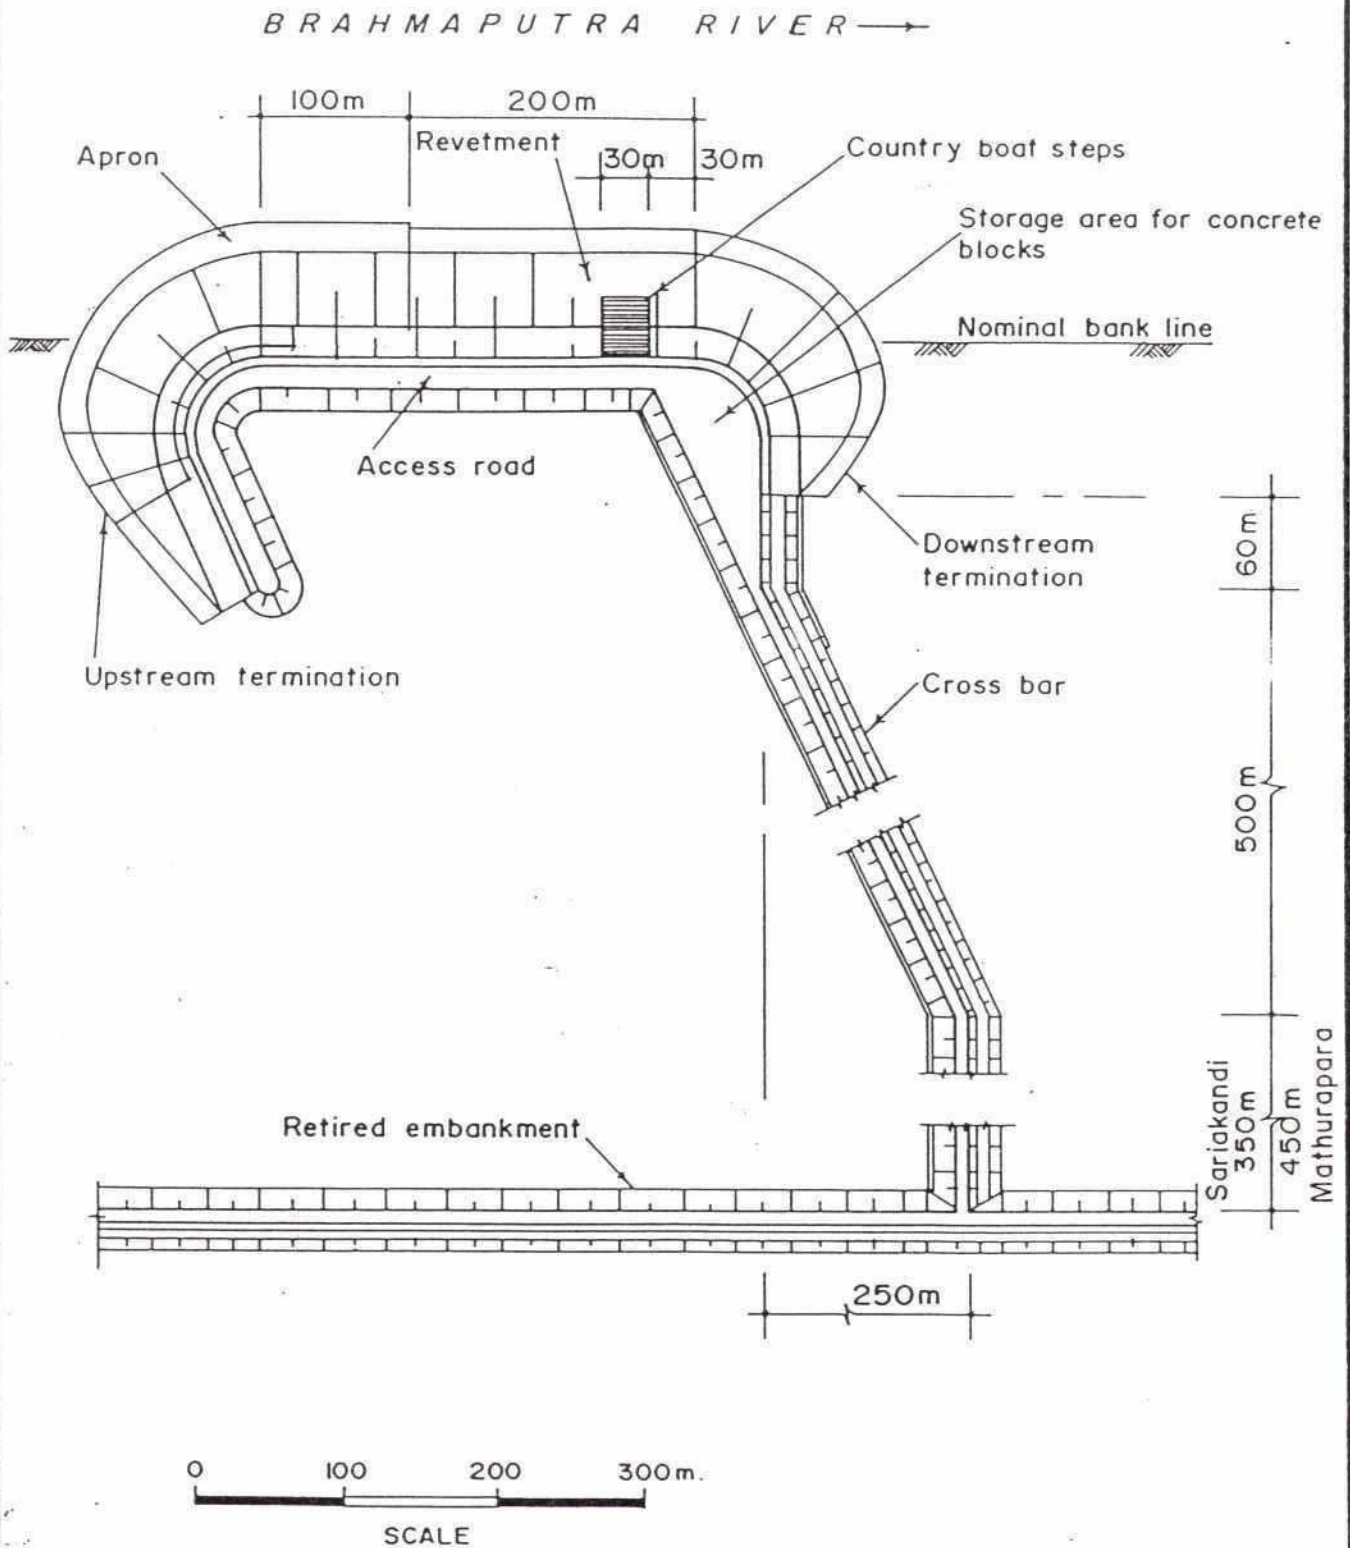 BRAHMAPUTRA RIVER
100m
200m
Apron
Revetment
30m
30m
Country boat steps
Storage area for concrete
blocks
Nominal bank line
Access road
Downstream
termination
60m
Upstream termination
Cross bar
500m
Retired embankment
Sariakandi
350m
450m
Mathurapara
250m
0 100 200 300m.
SCALE